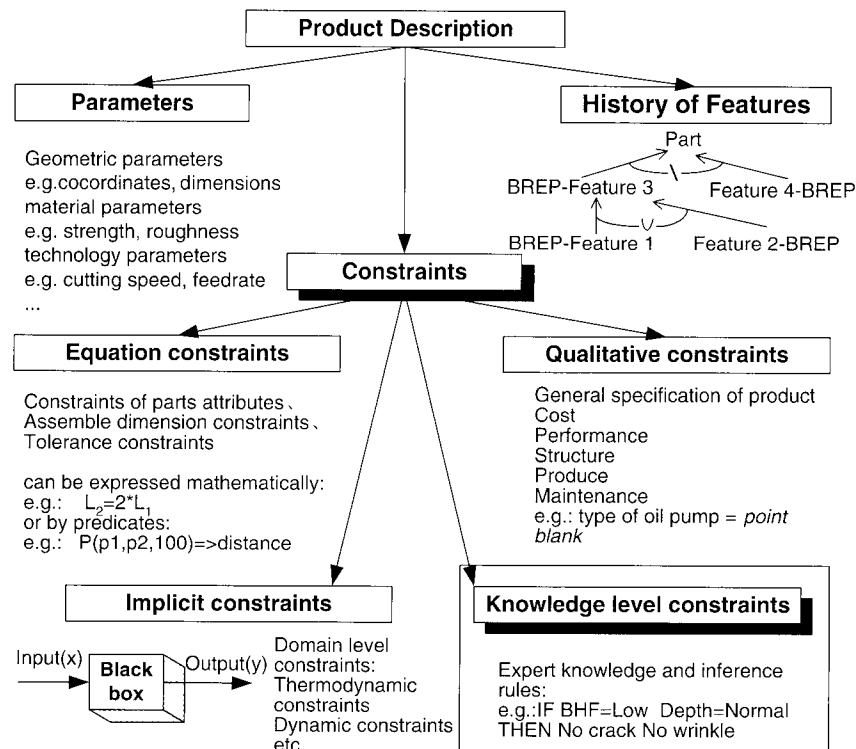 Product Description
Parameters
History of Features
Geometric parameters
e.g.cocordinates, dimensions
material parameters
e.g. strength, roughness
technology parameters
e.g. cutting speed, feedrate
...
Part
\
BREP-Feature 3
Feature 4-BREP
∪
BREP-Feature 1
Feature 2-BREP
Constraints
Equation constraints
Qualitative constraints
Constraints of parts attributes、
Assemble dimension constraints、
Tolerance constraints
can be expressed mathematically:
e.g.: L₂=2*L₁
or by predicates:
e.g.: P(p1,p2,100)=>distance
General specification of product
Cost
Performance
Structure
Produce
Maintenance
e.g.: type of oil pump = point
blank
Implicit constraints
Knowledge level constraints
Input(x)
Black
box
Output(y)
Domain level
constraints:
Thermodynamic
constraints
Dynamic constraints
etc
Expert knowledge and inference
rules:
e.g.:IF BHF=Low Depth=Normal
THEN No crack No wrinkle